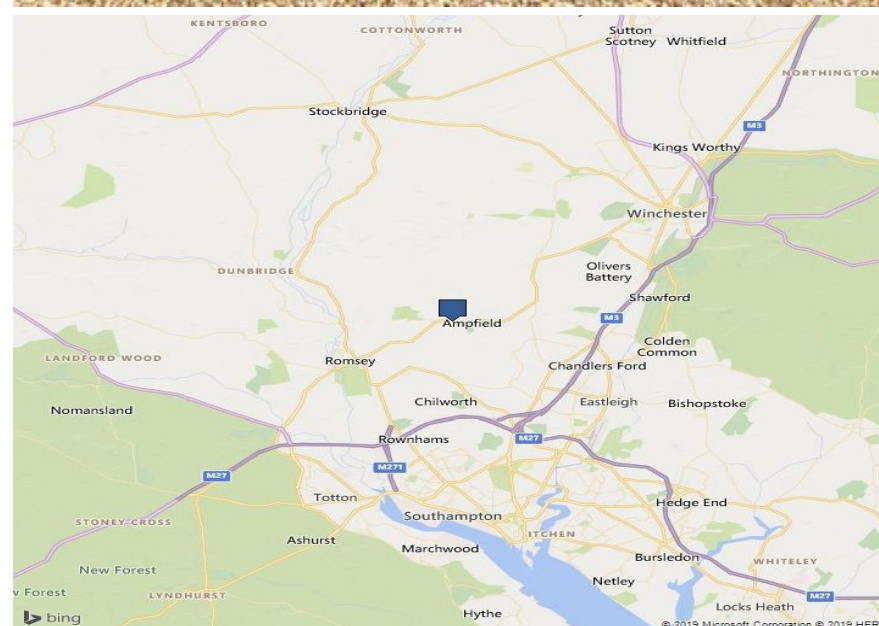 KENTSBORO
COTTONWORTH
Sutton
Scotney
Whitfield
NORTHINGTON
Stockbridge
M3
Kings Worthy
Winchester
DUNBRIDGE
Olivers
Battery
Shawford
M3
Ampfield
Colden
Common
LANDFORD WOOD
Romsey
Chandlers Ford
Nomansland
Chilworth
Eastleigh
Bishopstoke
Rownhams
M27
M271
M27
Totton
Hedge End
STONEY CROSS
Southampton
ITCHEN
Ashurst
Marchwood
Bursledon
WHITELEY
New Forest
Netley
w Forest
LYNDHURST
M27
Hythe
Locks Heath
bing
© 2019 Microsoft Corporation © 2019 HER